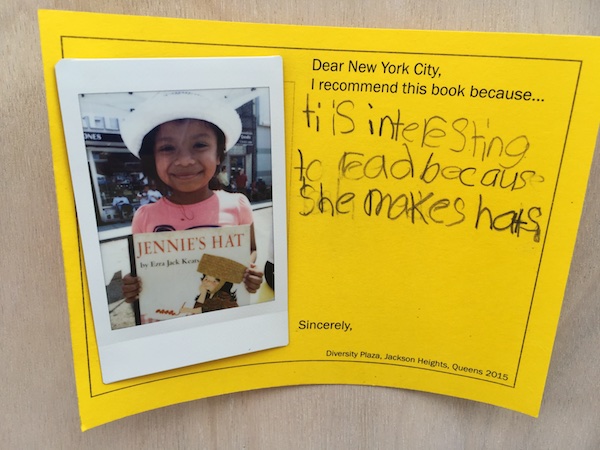 Dear New York City,
I recommend this book because...
ti is interesting
to read because
She makes hats
JENNIE'S HAT
by Ezra Jack Keats
Sincerely,
Diversity Plaza, Jackson Heights, Queens 2015